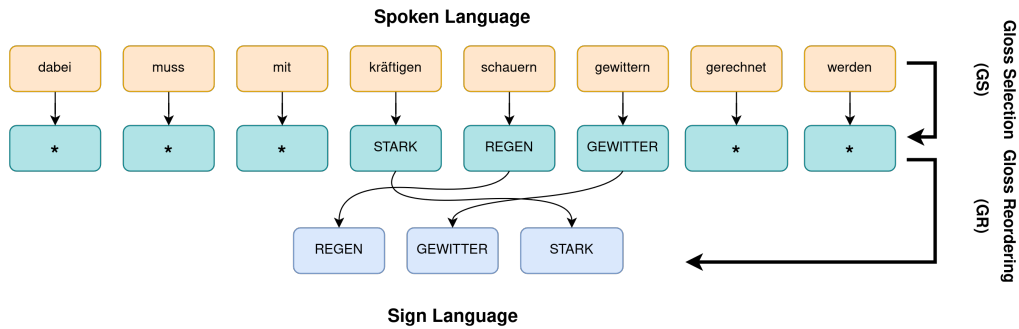 Spoken Language
dabei muss mit kräftigen schauern gewittern gerechnet werden
* * * STARK REGEN GEWITTER * *
REGEN GEWITTER STARK
Sign Language
Gloss Selection
(GS)
Gloss Reordering
(GR)